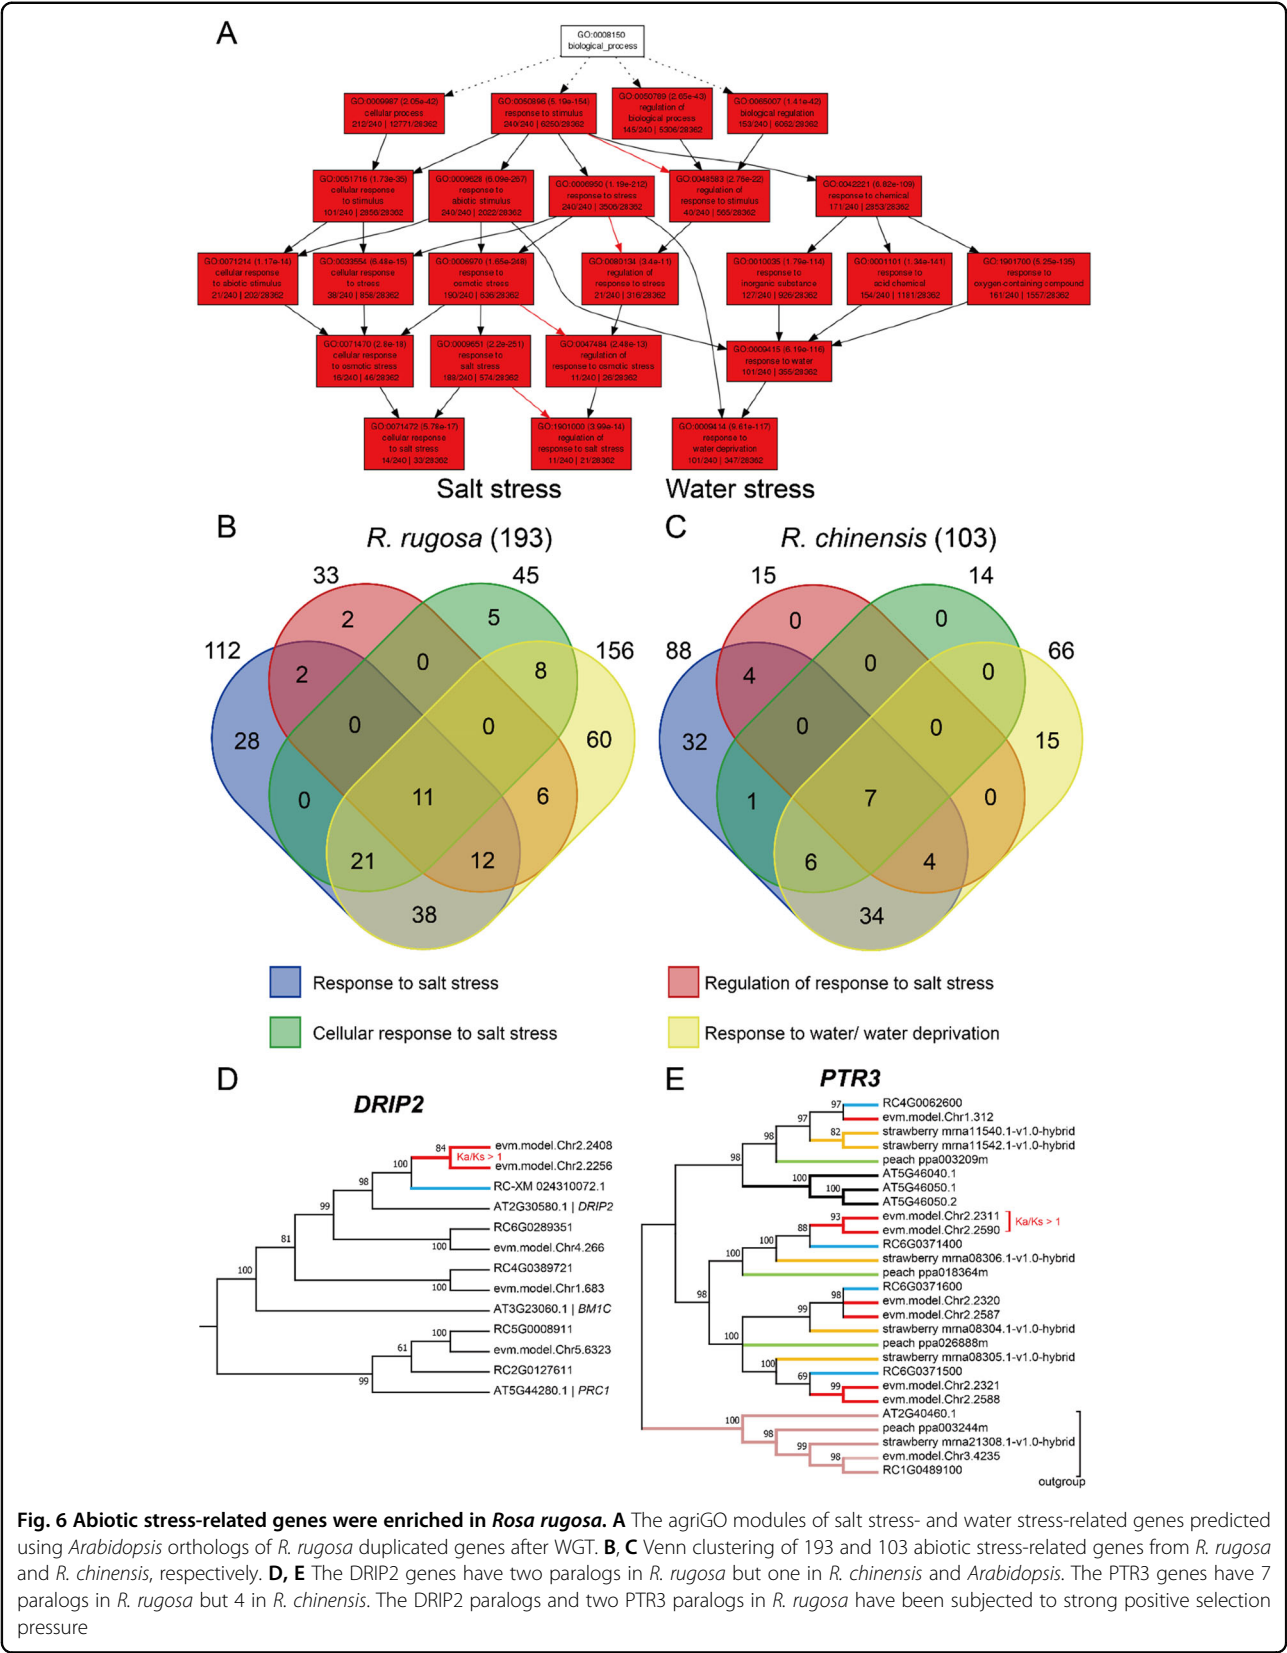 A
GO:0008150
biological_process
GO:0009987 (2.05e-42)
cellular process
212/240 | 12771/28362
GO:0050896 (5.19e-154)
response to stimulus
240/240 | 6290/28362
GO:0050789 (2.65e-40)
regulation of
biological process
145/240 | 5306/28362
GO:0065007 (1.41e-42)
biological regulation
GO:0051716 (1.73e-35)
cellular response
to stimulus
101/240 | 2856/28362
GO:0009628 (6.09e-267)
response to
abiotic stimulus
240/240 | 2022/28362
GO:0006950 (1.19e-212)
response to stress
240/240 | 3506/28362
GO:0048583 (2.76e-22)
regulation of
response to stimulus
40/240 | 565/28362
GO:0042221 (6.82e-109)
response to chemical
171/240 | 2853/28362
GO:0071214 (1.17e-14)
cellular response
to abiotic stimulus
21/240 | 202/28362
GO:0033554 (6.48e-15)
cellular response
to stress
38/240 | 858/28362
GO:0006970 (1.65e-248)
response to
osmotic stress
190/240 | 636/28362
GO:0080134 (3.4e-11)
regulation of
response to stress
21/240 | 316/28362
GO:0010035 (1.79e-114)
response to
inorganic substance
127/240 | 926/28362
GO:0001101 (1.34e-141)
response to
acid chemical
154/240 | 1181/28362
GO:1901700 (5.25e-135)
response to
oxygen-containing compound
161/240 | 1557/28362
GO:0071470 (2.6e-18)
cellular response
to osmotic stress
16/240 | 46/28362
GO:0009651 (2.2e-251)
response to
salt stress
188/240 | 574/28362
GO:0047484 (2.48e-13)
regulation of
response to osmotic stress
11/240 | 26/28362
GO:0009415 (6.19e-116)
response to water
101/240 | 355/28362
GO:0071472 (5.78e-17)
cellular response
to salt stress
14/240 | 33/28362
GO:1901000 (3.99e-14)
regulation of
response to salt stress
11/240 | 21/28362
GO:0009414 (9.61e-117)
response to
water deprivation
101/240 | 347/28362
Salt stress
Water stress
B
R. rugosa (193)
33
45
112
156
2
5
2
0
8
28
0
0
60
0
11
6
21
12
38
C
R. chinensis (103)
15
14
88
66
0
0
4
0
0
32
0
0
15
1
7
0
6
4
34
Response to salt stress
Regulation of response to salt stress
Cellular response to salt stress
Response to water/ water deprivation
D
DRIP2
84
evm.model.Chr2.2408
Ka/Ks > 1
evm.model.Chr2.2256
100
RC-XM 024310072.1
98
AT2G30580.1 | DRIP2
99
RC6G0289351
100
evm.model.Chr4.266
81
RC4G0389721
100
evm.model.Chr1.683
100
AT3G23060.1 | BM1C
RC5G0008911
100
evm.model.Chr5.6323
61
RC2G0127611
99
AT5G44280.1 | PRC1
E
PTR3
97
RC4G0062600
evm.model.Chr1.312
97
82
strawberry mrna11540.1-v1.0-hybrid
strawberry mrna11542.1-v1.0-hybrid
98
peach ppa003209m
98
AT5G46040.1
100
AT5G46050.1
100
AT5G46050.2
93
evm.model.Chr2.2311
evm.model.Chr2.2590
Ka/Ks > 1
88
RC6G0371400
100
strawberry mrna08306.1-v1.0-hybrid
100
peach ppa018364m
98
RC6G0371600
98
evm.model.Chr2.2320
evm.model.Chr2.2587
99
strawberry mrna08304.1-v1.0-hybrid
100
peach ppa026888m
strawberry mrna08305.1-v1.0-hybrid
100
RC6G0371500
69
evm.model.Chr2.2321
99
evm.model.Chr2.2588
AT2G40460.1
100
peach ppa003244m
98
strawberry mrna21308.1-v1.0-hybrid
99
evm.model.Chr3.4235
98
RC1G0489100
outgroup
Fig. 6 Abiotic stress-related genes were enriched in Rosa rugosa. A The agriGO modules of salt stress- and water stress-related genes predicted
using Arabidopsis orthologs of R. rugosa duplicated genes after WGT. B, C Venn clustering of 193 and 103 abiotic stress-related genes from R. rugosa
and R. chinensis, respectively. D, E The DRIP2 genes have two paralogs in R. rugosa but one in R. chinensis and Arabidopsis. The PTR3 genes have 7
paralogs in R. rugosa but 4 in R. chinensis. The DRIP2 paralogs and two PTR3 paralogs in R. rugosa have been subjected to strong positive selection
pressure